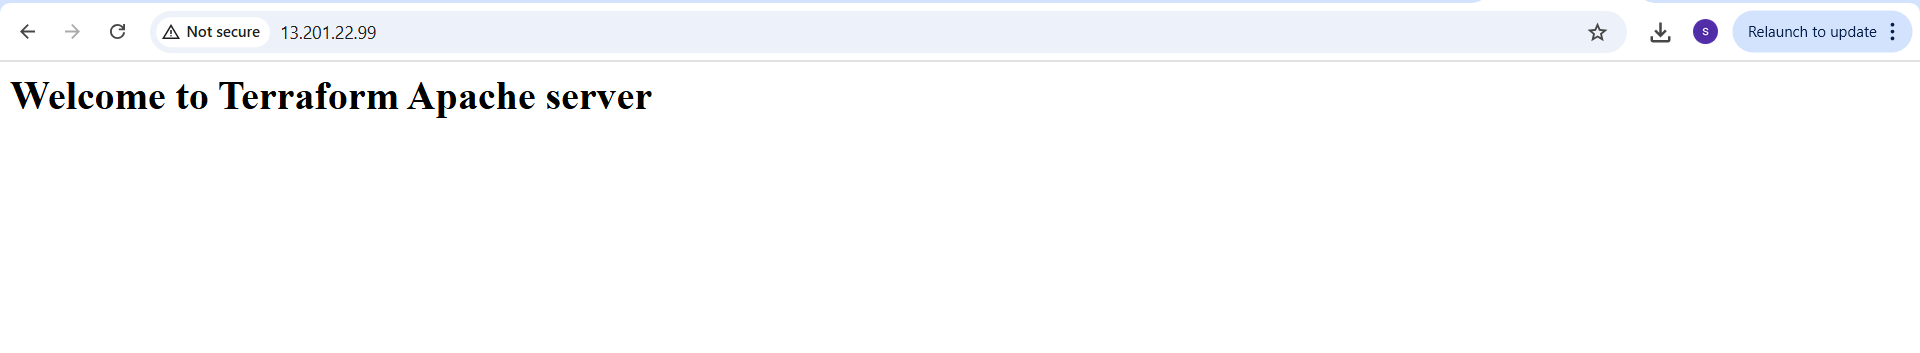 Not secure 13.201.22.99 S Relaunch to update
Welcome to Terraform Apache server